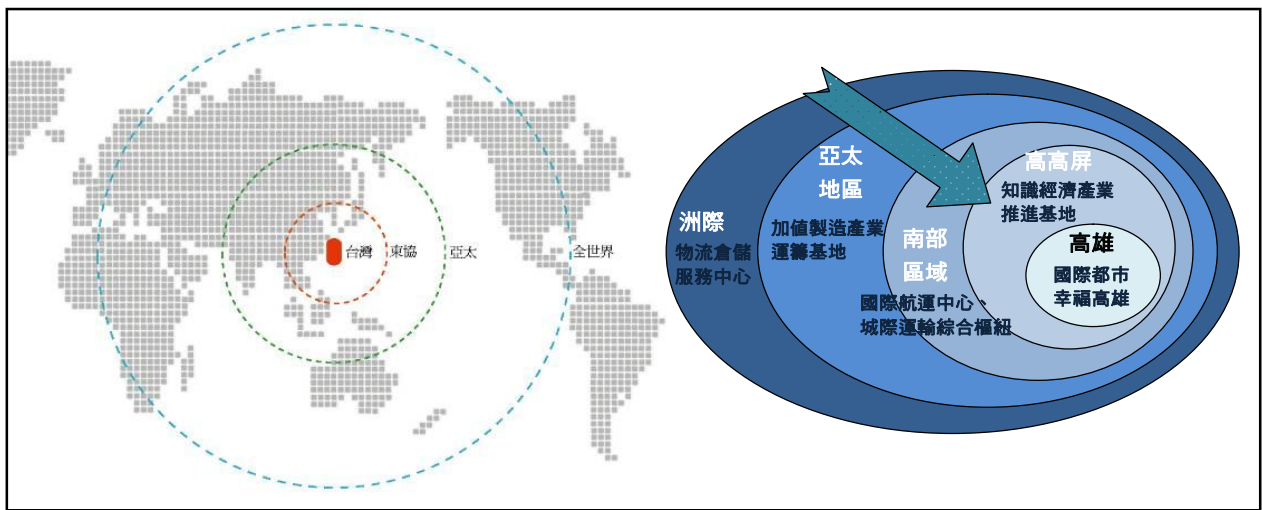 台灣
東協
亞太
全世界
洲際
物流倉儲
服務中心
亞太
地區
加值製造產業
運籌基地
南部
區域
國際航運中心、
城際運輸綜合樞紐
高高屏
知識經濟產業
推進基地
高雄
國際都市
幸福高雄